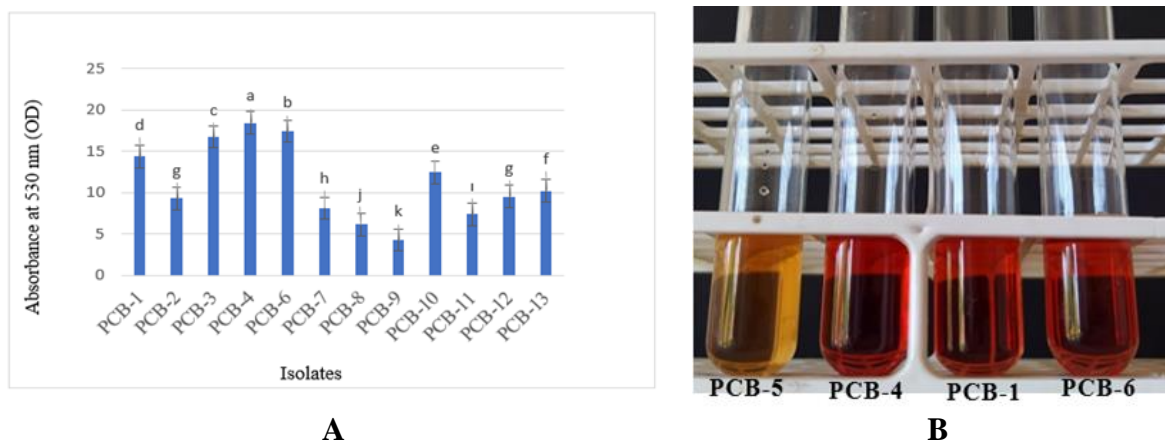 Absorbance at 530 nm (OD)
25
20
15
10
5
0
d
g
c
a
b
h
j
k
e
ı
g
f
PCB-1
PCB-2
PCB-3
PCB-4
PCB-6
PCB-7
PCB-8
PCB-9
PCB-10
PCB-11
PCB-12
PCB-13
Isolates
A
PCB-5 PCB-4 PCB-1 PCB-6
B